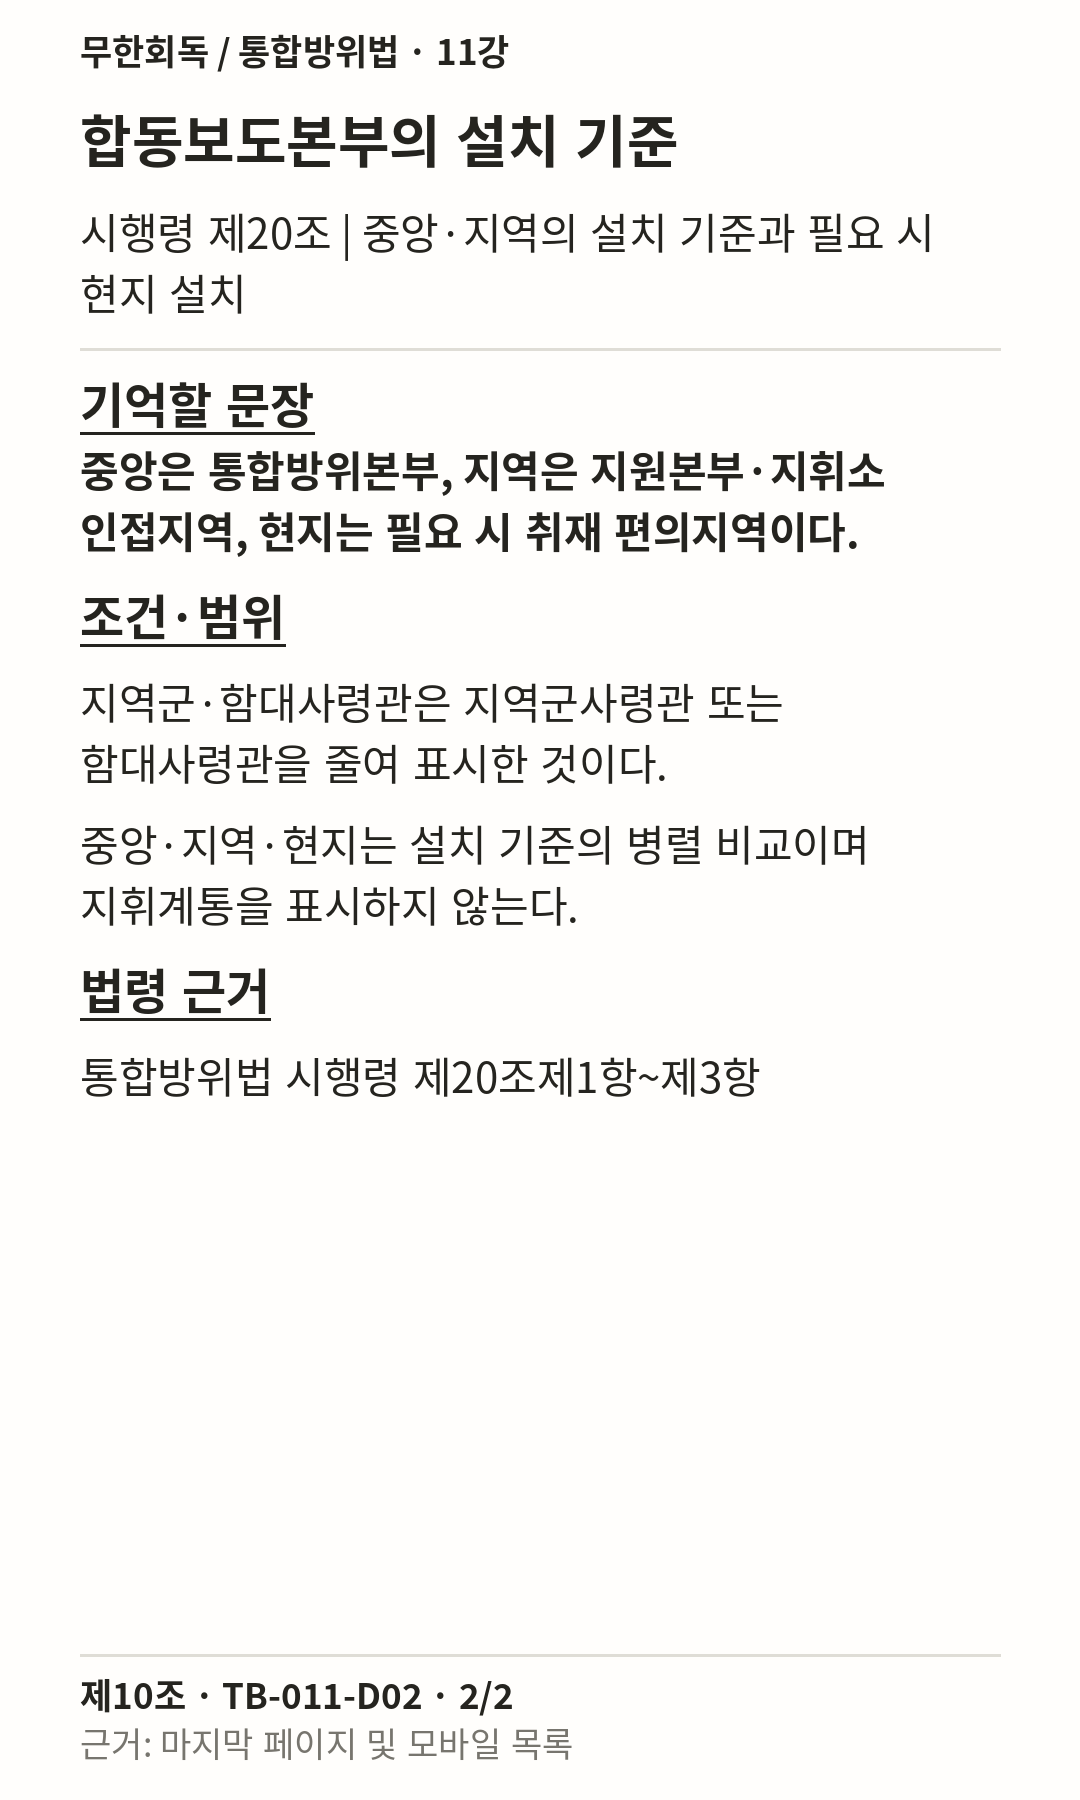 무한회독 / 통합방위법 · 11강
합동보도본부의 설치 기준
시행령 제20조 | 중앙·지역의 설치 기준과 필요 시
현지 설치
기억할 문장
중앙은 통합방위본부, 지역은 지원본부·지휘소
인접지역, 현지는 필요 시 취재 편의지역이다.
조건·범위
지역군·함대사령관은 지역군사령관 또는
함대사령관을 줄여 표시한 것이다.
중앙·지역·현지는 설치 기준의 병렬 비교이며
지휘계통을 표시하지 않는다.
법령 근거
통합방위법 시행령 제20조제1항~제3항
제10조 · TB-011-D02 · 2/2
근거: 마지막 페이지 및 모바일 목록